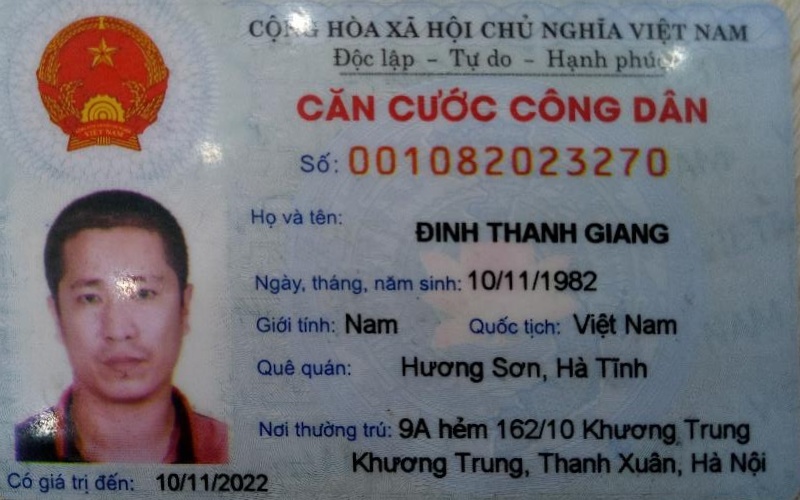 CỘNG HÒA XÃ HỘI CHỦ NGHĨA VIỆT NAM
Độc lập - Tự do - Hạnh phúc
CĂN CƯỚC CÔNG DÂN
Số: 001082023270
Họ và tên: ĐINH THANH GIANG
Ngày, tháng, năm sinh: 10/11/1982
Giới tính: Nam Quốc tịch: Việt Nam
Quê quán: Hương Sơn, Hà Tĩnh
Nơi thường trú: 9A hẻm 162/10 Khương Trung
Khương Trung, Thanh Xuân, Hà Nội
Có giá trị đến: 10/11/2022